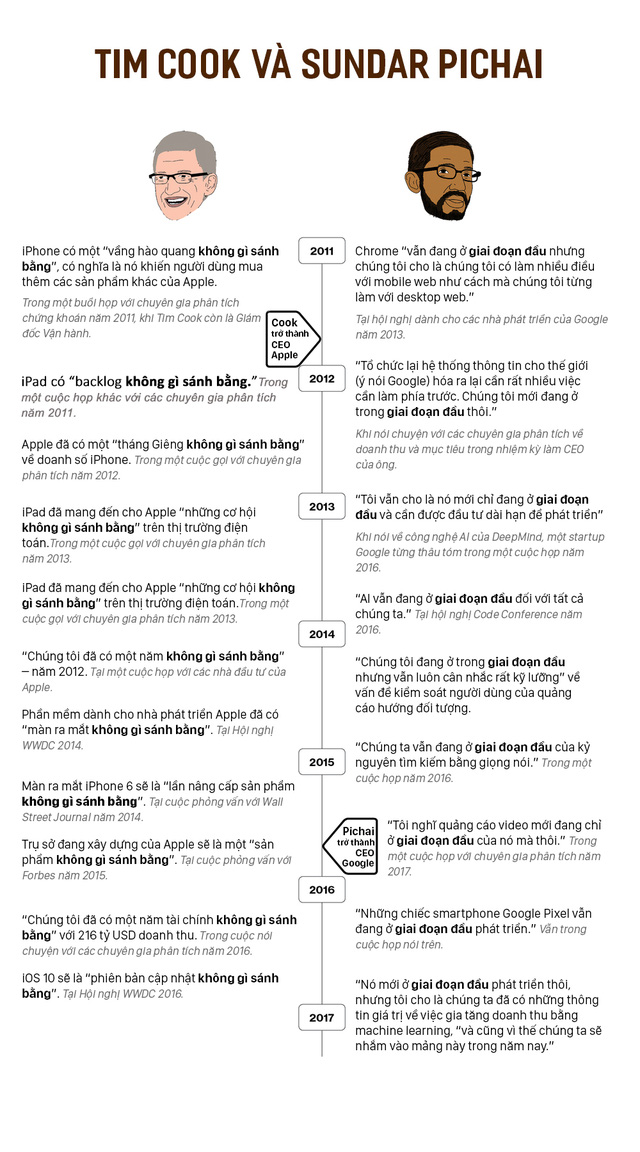 TIM COOK VÀ SUNDAR PICHAI
iPhone có một “vầng hào quang không gì sánh
bằng”, có nghĩa là nó khiến người dùng mua
thêm các sản phẩm khác của Apple.
Trong một buổi họp với chuyên gia phân tích
chứng khoán năm 2011, khi Tim Cook còn là Giám
đốc Vận hành.
iPad có “backlog không gì sánh bằng.” Trong
một cuộc họp khác với các chuyên gia phân tích
năm 2011.
Apple đã có một “tháng Giêng không gì sánh bằng”
về doanh số iPhone. Trong một cuộc gọi với chuyên gia
phân tích năm 2012.
iPad đã mang đến cho Apple “những cơ hội
không gì sánh bằng” trên thị trường điện
toán.Trong một cuộc gọi với chuyên gia phân tích
năm 2013.
iPad đã mang đến cho Apple “những cơ hội không
gì sánh bằng” trên thị trường điện toán.Trong một
cuộc gọi với chuyên gia phân tích năm 2013.
“Chúng tôi đã có một năm không gì sánh bằng”
– năm 2012. Tại một cuộc họp với các nhà đầu tư của
Apple.
Phần mềm dành cho nhà phát triển Apple đã có
“màn ra mắt không gì sánh bằng”. Tại Hội nghị
WWDC 2014.
Màn ra mắt iPhone 6 sẽ là “lần nâng cấp sản phẩm
không gì sánh bằng”. Tại cuộc phỏng vấn với Wall
Street Journal năm 2014.
Trụ sở đang xây dựng của Apple sẽ là một “sản
phẩm không gì sánh bằng”. Tại cuộc phỏng vấn với
Forbes năm 2015.
“Chúng tôi đã có một năm tài chính không gì sánh
bằng” với 216 tỷ USD doanh thu. Trong cuộc nói
chuyện với các chuyên gia phân tích năm 2016.
iOS 10 sẽ là “phiên bản cập nhật không gì sánh
bằng”. Tại Hội nghị WWDC 2016.
2011
Cook
trở thành
CEO
Apple
2012
2013
2014
2015
Pichai
trở thành
CEO
Google
2016
2017
Chrome “vẫn đang ở giai đoạn đầu nhưng
chúng tôi cho là chúng tôi có làm nhiều điều
với mobile web như cách mà chúng tôi từng
làm với desktop web.”
Tại hội nghị dành cho các nhà phát triển của Google
năm 2013.
“Tổ chức lại hệ thống thông tin cho thế giới
(ý nói Google) hóa ra lại cần rất nhiều việc
cần làm phía trước. Chúng tôi mới đang ở
trong giai đoạn đầu thôi.”
Khi nói chuyện với các chuyên gia phân tích về
doanh thu và mục tiêu trong nhiệm kỳ làm CEO
của ông.
“Tôi vẫn cho là nó mới chỉ đang ở giai đoạn
đầu và cần được đầu tư dài hạn để phát triển”
Khi nói về công nghệ AI của DeepMind, một startup
Google từng thâu tóm trong một cuộc họp năm
2016.
“AI vẫn đang ở giai đoạn đầu đối với tất cả
chúng ta.” Tại hội nghị Code Conference năm
2016.
“Chúng tôi đang ở trong giai đoạn đầu
nhưng vẫn luôn cân nhắc rất kỹ lưỡng” về
vấn đề kiểm soát người dùng của quảng
cáo hướng đối tượng.
“Chúng ta vẫn đang ở giai đoạn đầu của kỷ
nguyên tìm kiếm bằng giọng nói.” Trong một
cuộc họp năm 2016.
“Tôi nghĩ quảng cáo video mới đang chỉ
ở giai đoạn đầu của nó mà thôi.” Trong
một cuộc họp với chuyên gia phân tích năm
2017.
“Những chiếc smartphone Google Pixel vẫn
đang ở giai đoạn đầu phát triển.” Vẫn trong
cuộc họp nói trên.
“Nó mới ở giai đoạn đầu phát triển thôi,
nhưng tôi cho là chúng ta đã có những thông
tin giá trị về việc gia tăng doanh thu bằng
machine learning, “và cũng vì thế chúng ta sẽ
nhắm vào mảng này trong năm nay.”